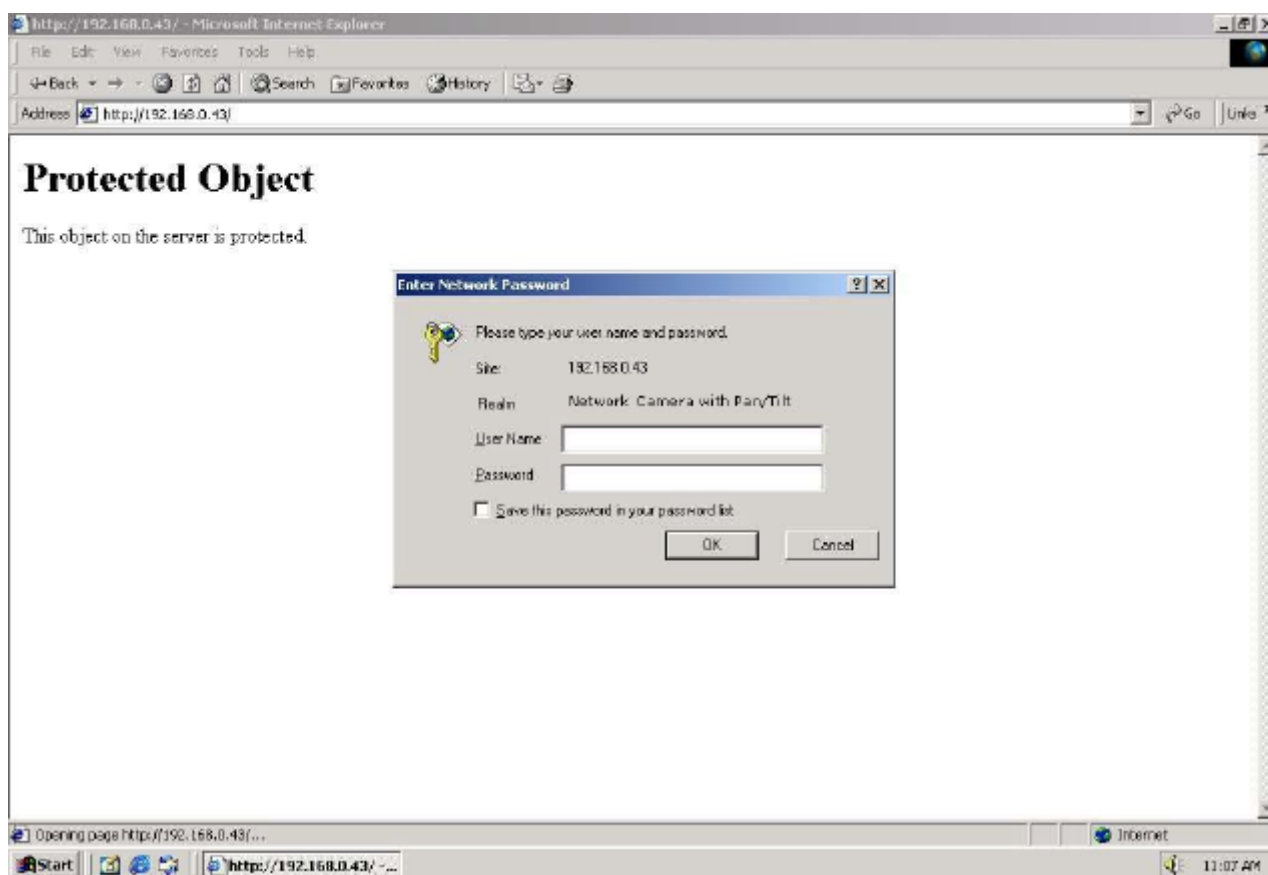 http://192.168.0.43/ - Microsoft Internet Explorer
File Edit View Favorites Tools Help
Back Search Favorites History
Address http://192.168.0.43/ Go Links
Protected Object
This object on the server is protected.
Enter Network Password
Please type your user name and password.
Site: 192.168.0.43
Realm Network Camera with Pan/Tilt
User Name
Password
Save this password in your password list
OK Cancel
Opening page http://192.168.0.43/... Internet
Start http://192.168.0.43/ -... 11:07 AM